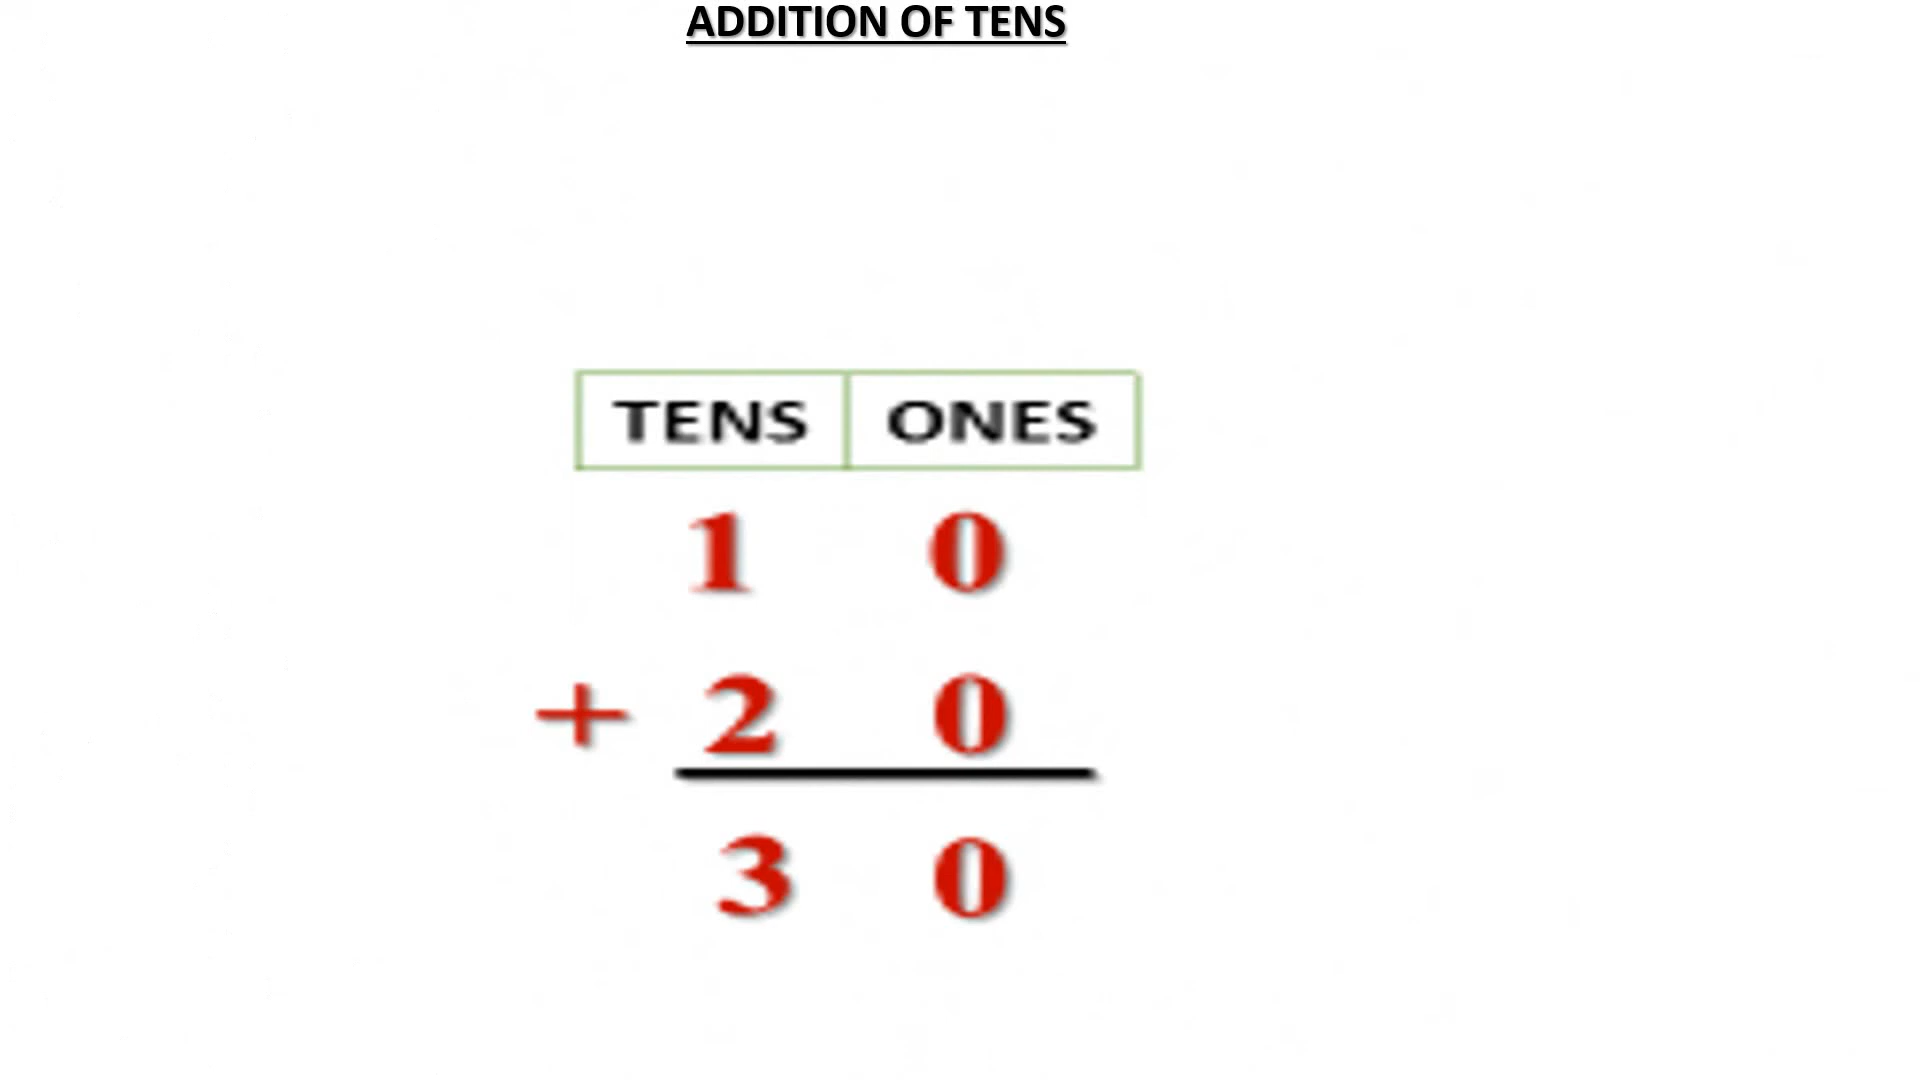 ADDITION OF TENS
TENS ONES
1 0
+ 2 0
3 0